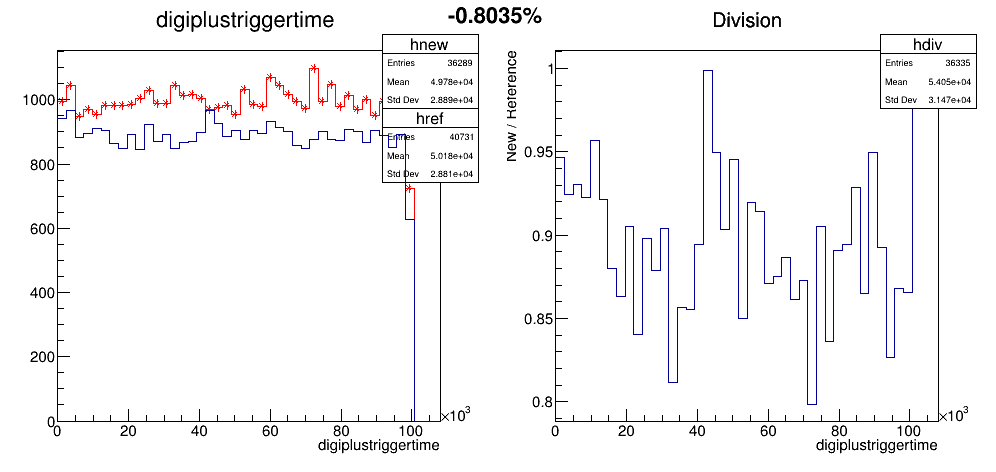 digiplustriggertime
-0.8035%
Division
hnew
Entries 36289
Mean 4.978e+04
Std Dev 2.889e+04
href
Entries 40731
Mean 5.018e+04
Std Dev 2.881e+04
1000
800
600
400
200
0
0 20 40 60 80 100
×10³
digiplustriggertime
hdiv
Entries 36335
Mean 5.405e+04
Std Dev 3.147e+04
New / Reference
1
0.95
0.9
0.85
0.8
0 20 40 60 80 100
×10³
digiplustriggertime